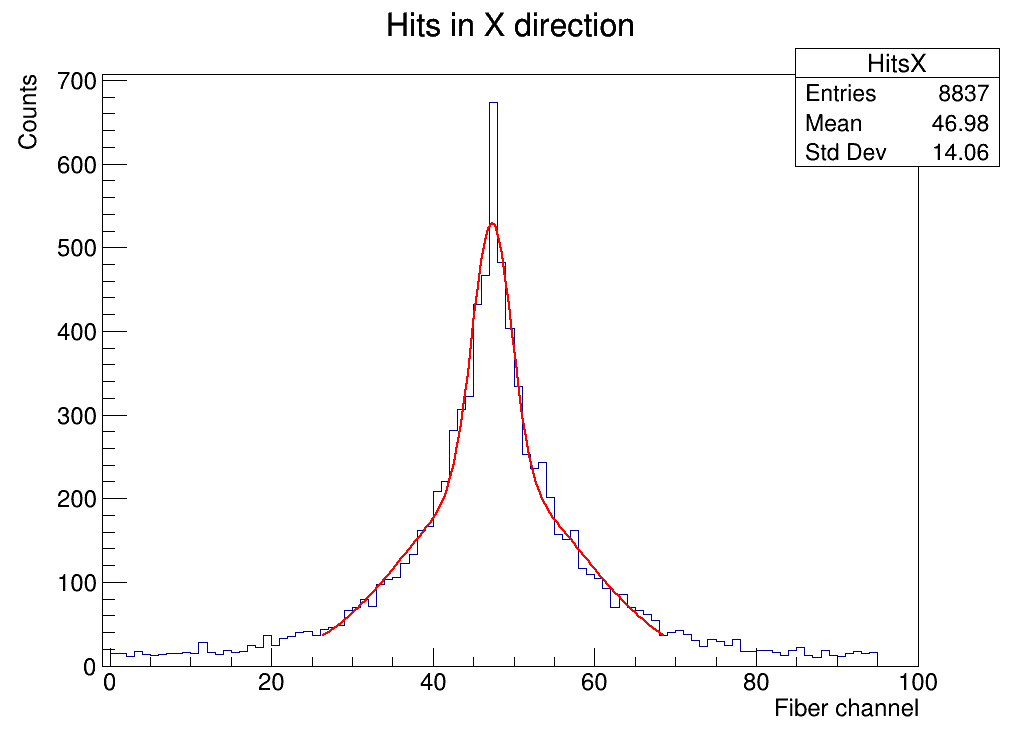 Hits in X direction
HitsX
Entries 8837
Mean 46.98
Std Dev 14.06
Counts
700
600
500
400
300
200
100
0
0 20 40 60 80 100
Fiber channel